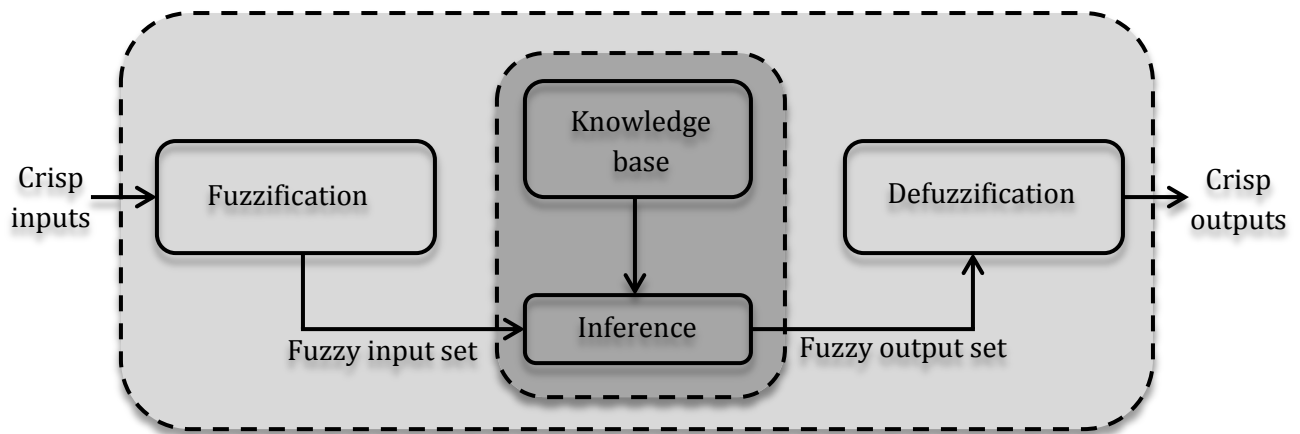 Crisp
inputs
Fuzzification
Fuzzy input set
Knowledge
base
Inference
Fuzzy output set
Defuzzification
Crisp
outputs